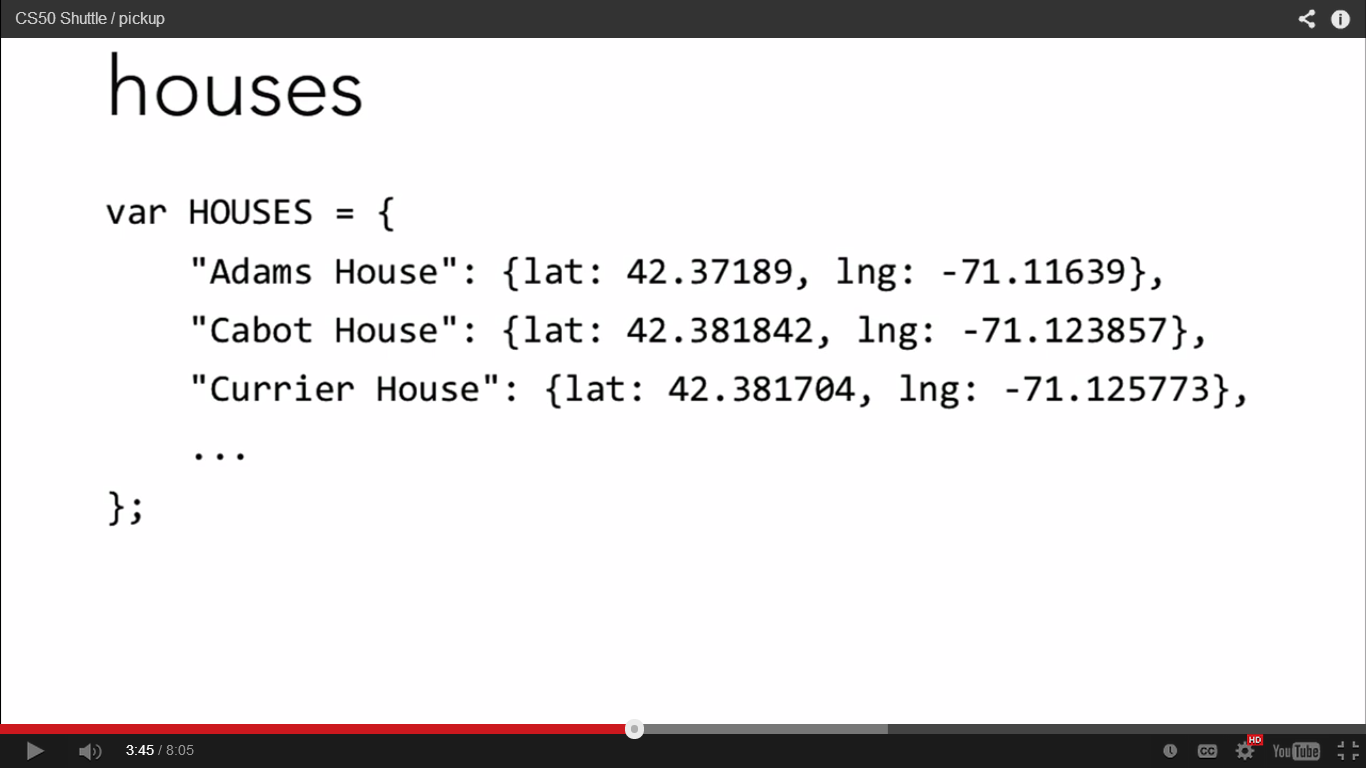 CS50 Shuttle / pickup
houses
var HOUSES = {
    "Adams House": {lat: 42.37189, lng: -71.11639},
    "Cabot House": {lat: 42.381842, lng: -71.123857},
    "Currier House": {lat: 42.381704, lng: -71.125773},
    ...
};
3:45 / 8:05
CC
HD
YouTube